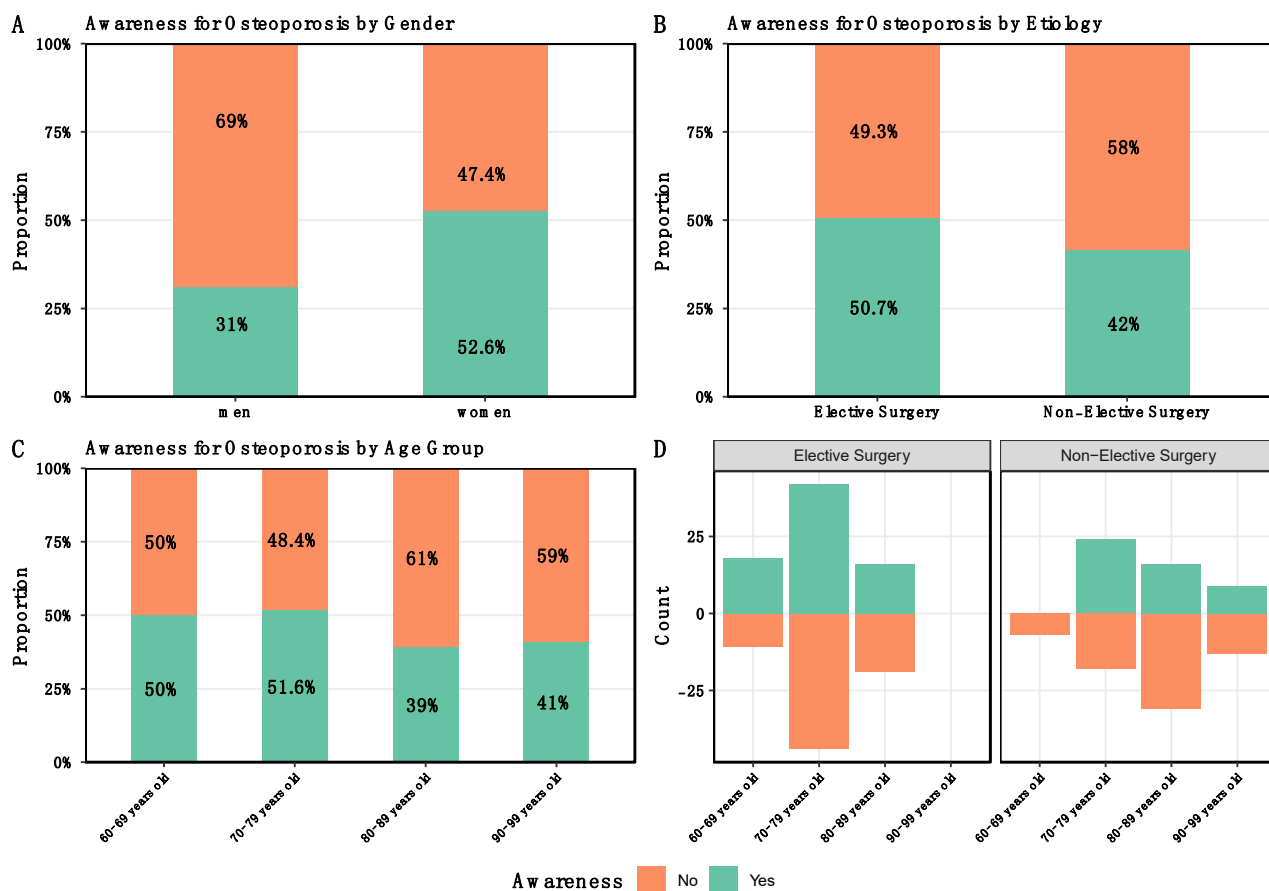 A Awareness for Osteoporosis by Gender
100%
75%
50%
25%
0%
Proportion
69%
31%
47.4%
52.6%
men women
B Awareness for Osteoporosis by Etiology
100%
75%
50%
25%
0%
Proportion
49.3%
50.7%
58%
42%
Elective Surgery Non-Elective Surgery
C Awareness for Osteoporosis by Age Group
100%
75%
50%
25%
0%
Proportion
50%
50%
48.4%
51.6%
61%
39%
59%
41%
60-69 years old
70-79 years old
80-89 years old
90-99 years old
D
Elective Surgery Non−Elective Surgery
25
0
-25
Count
60-69 years old
70-79 years old
80-89 years old
90-99 years old
60-69 years old
70-79 years old
80-89 years old
90-99 years old
Awareness No Yes